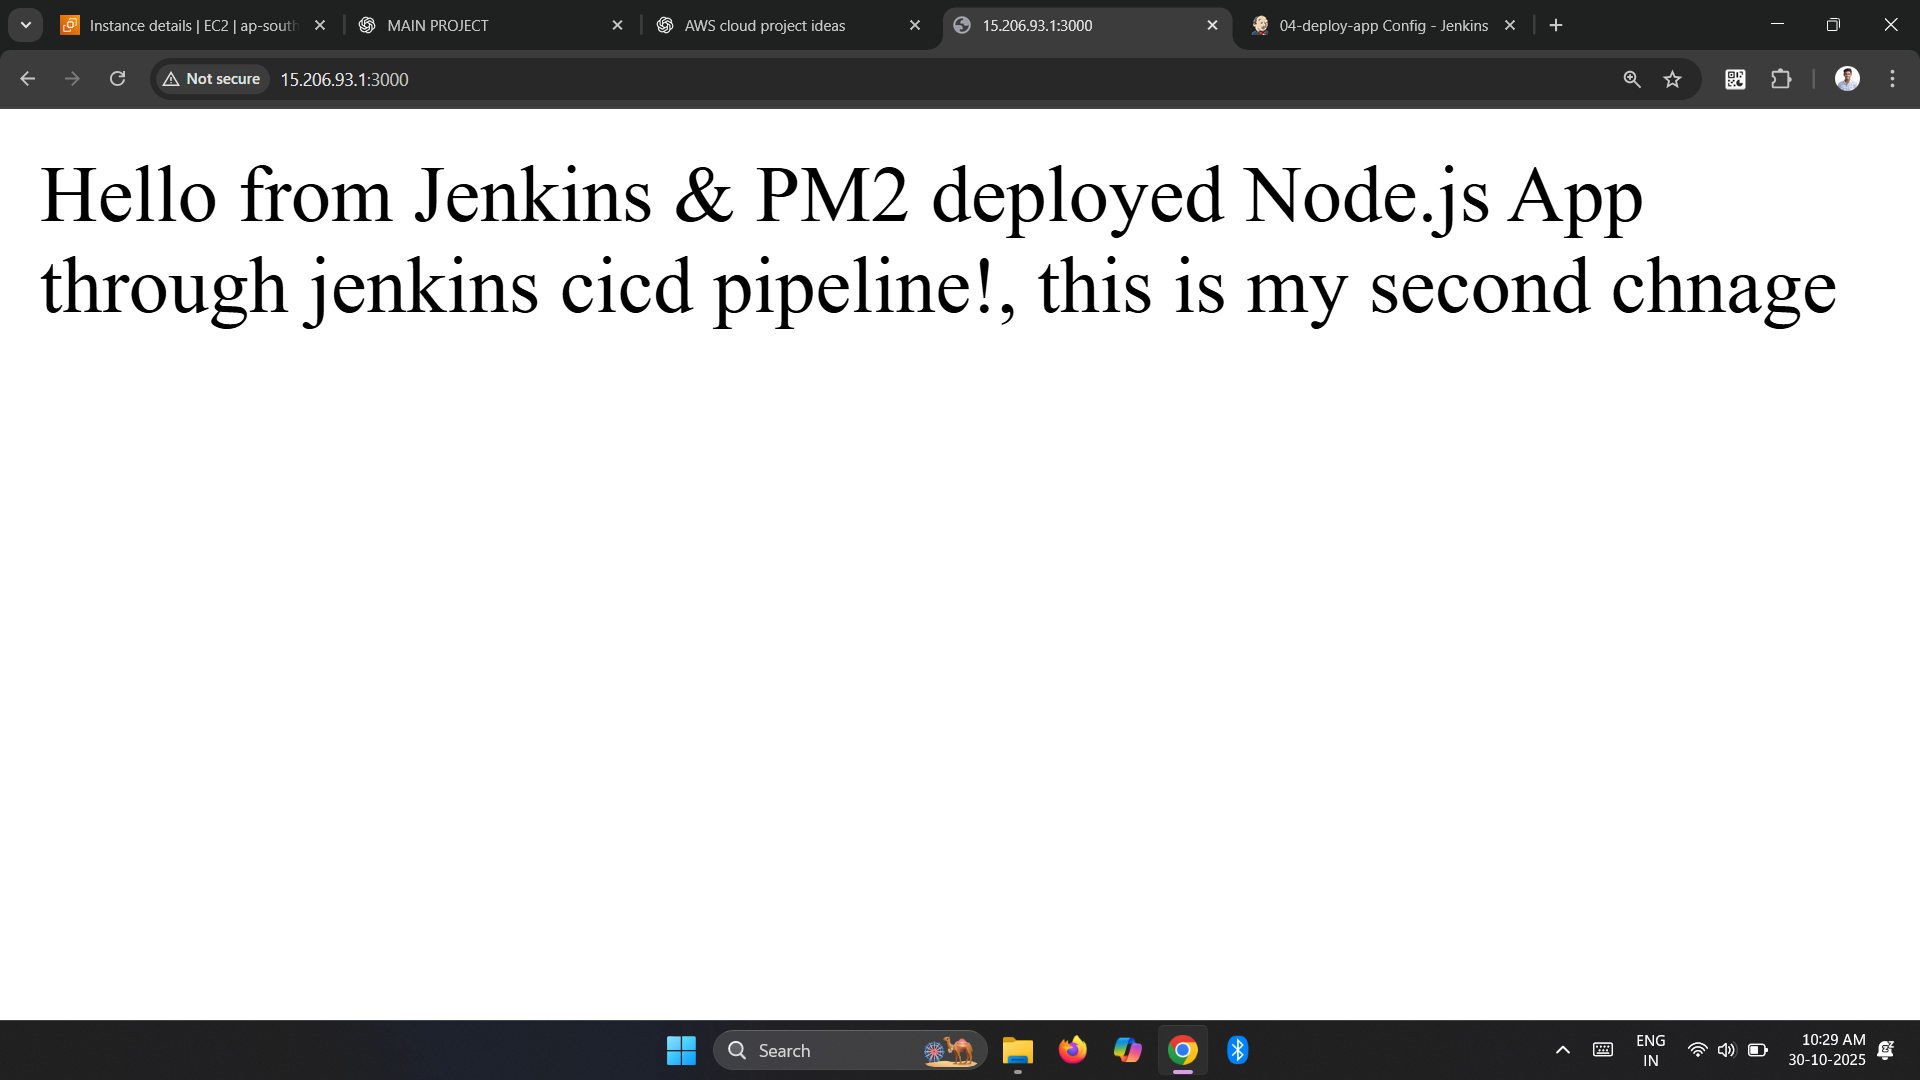 Instance details | EC2 | ap-south
MAIN PROJECT
AWS cloud project ideas
15.206.93.1:3000
04-deploy-app Config - Jenkins
Not secure
15.206.93.1:3000
Hello from Jenkins & PM2 deployed Node.js App
through jenkins cicd pipeline!, this is my second chnage
Search
ENG
IN
10:29 AM
30-10-2025